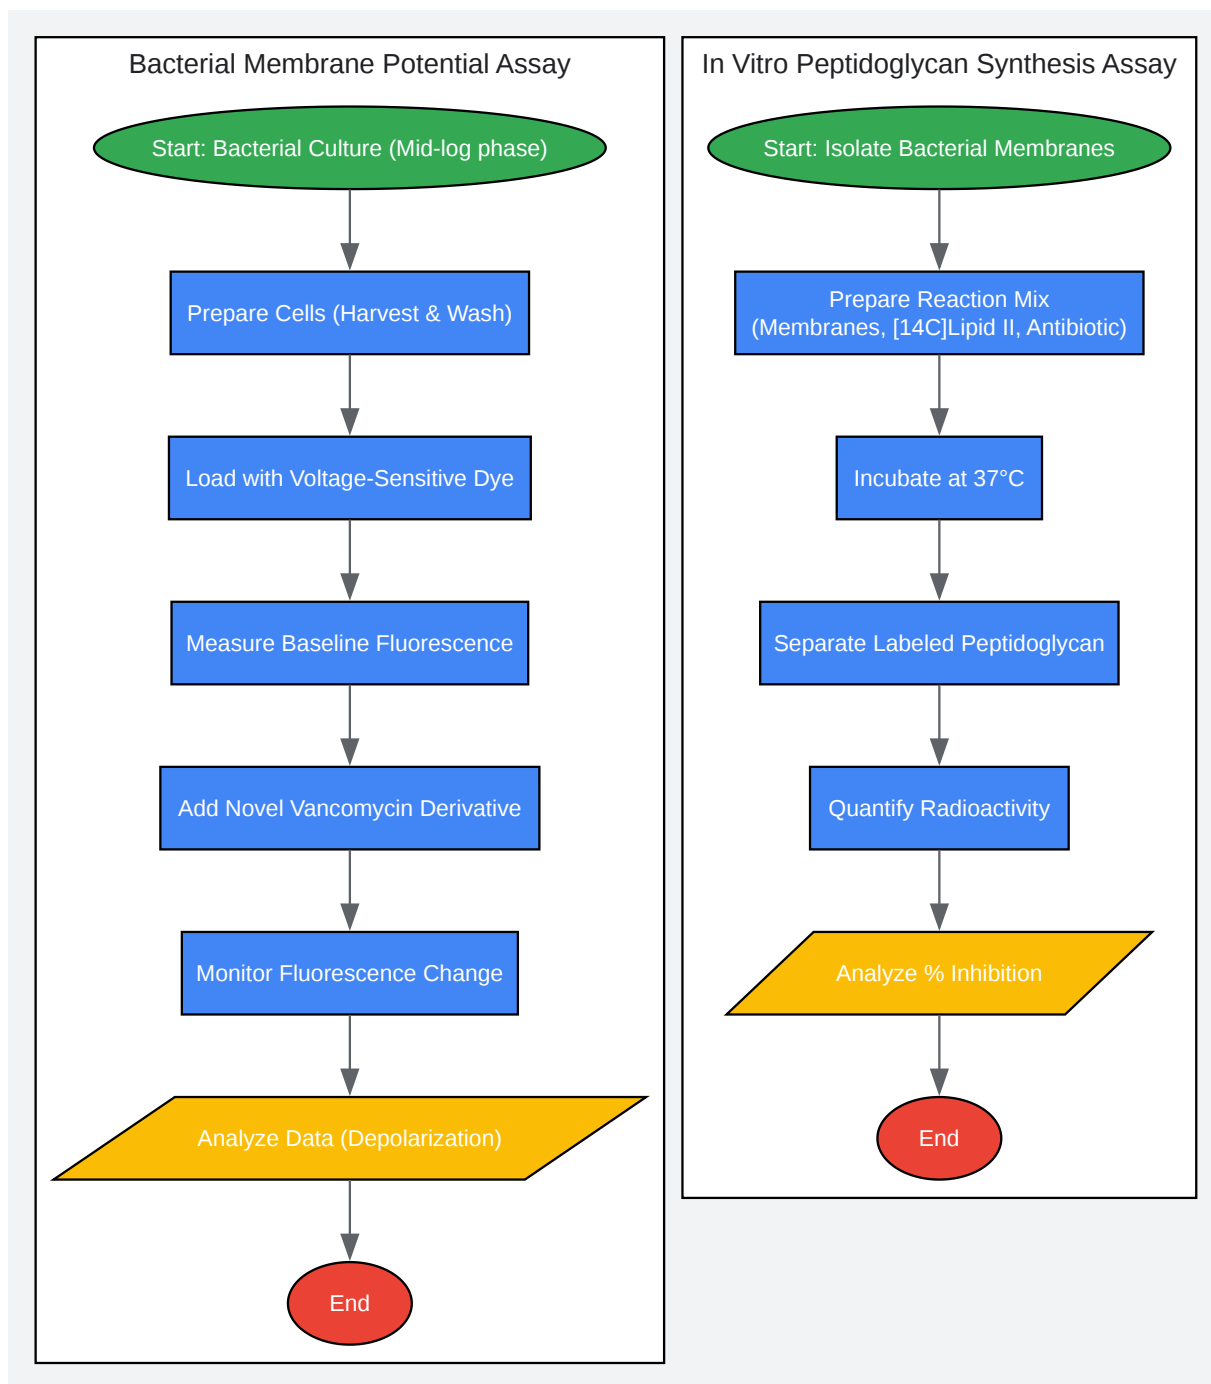 Bacterial Membrane Potential Assay
Start: Bacterial Culture (Mid-log phase)
Prepare Cells (Harvest & Wash)
Load with Voltage-Sensitive Dye
Measure Baseline Fluorescence
Add Novel Vancomycin Derivative
Monitor Fluorescence Change
Analyze Data (Depolarization)
End
In Vitro Peptidoglycan Synthesis Assay
Start: Isolate Bacterial Membranes
Prepare Reaction Mix
(Membranes, [14C]Lipid II, Antibiotic)
Incubate at 37°C
Separate Labeled Peptidoglycan
Quantify Radioactivity
Analyze % Inhibition
End